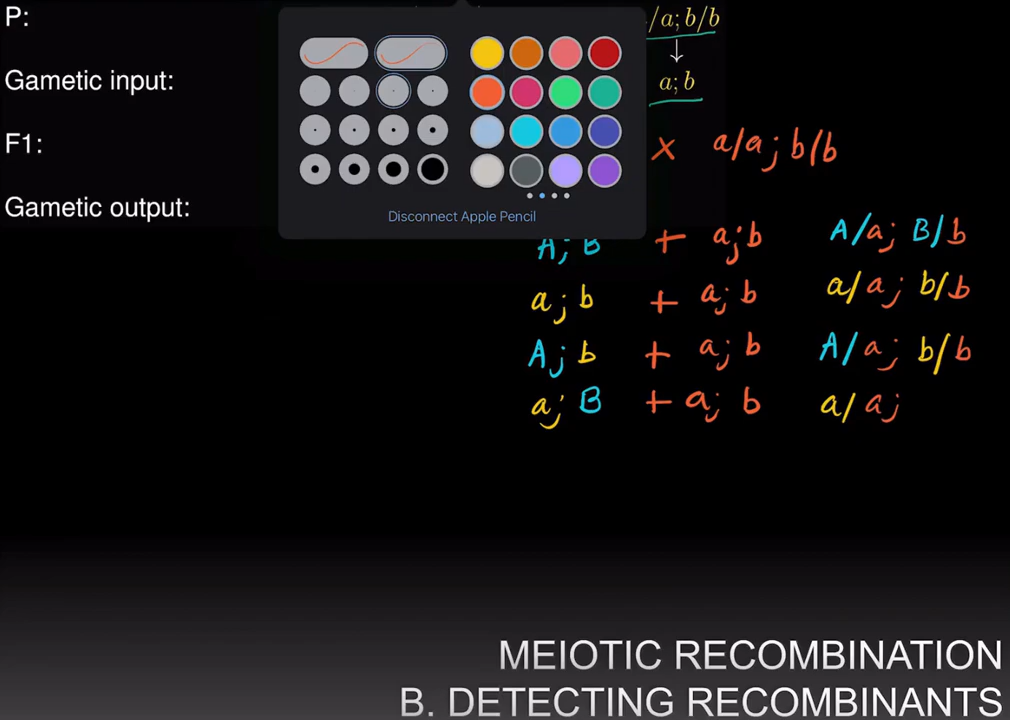 P: /a; b/b
Gametic input: a; b
F1: × a/a; b/b
Gametic output:
Disconnect Apple Pencil
A; B + a; b A/a; B/b
a; b + a; b a/a; b/b
A; b + a; b A/a; b/b
a; B + a; b a/a;
MEIOTIC RECOMBINATION
B. DETECTING RECOMBINANTS